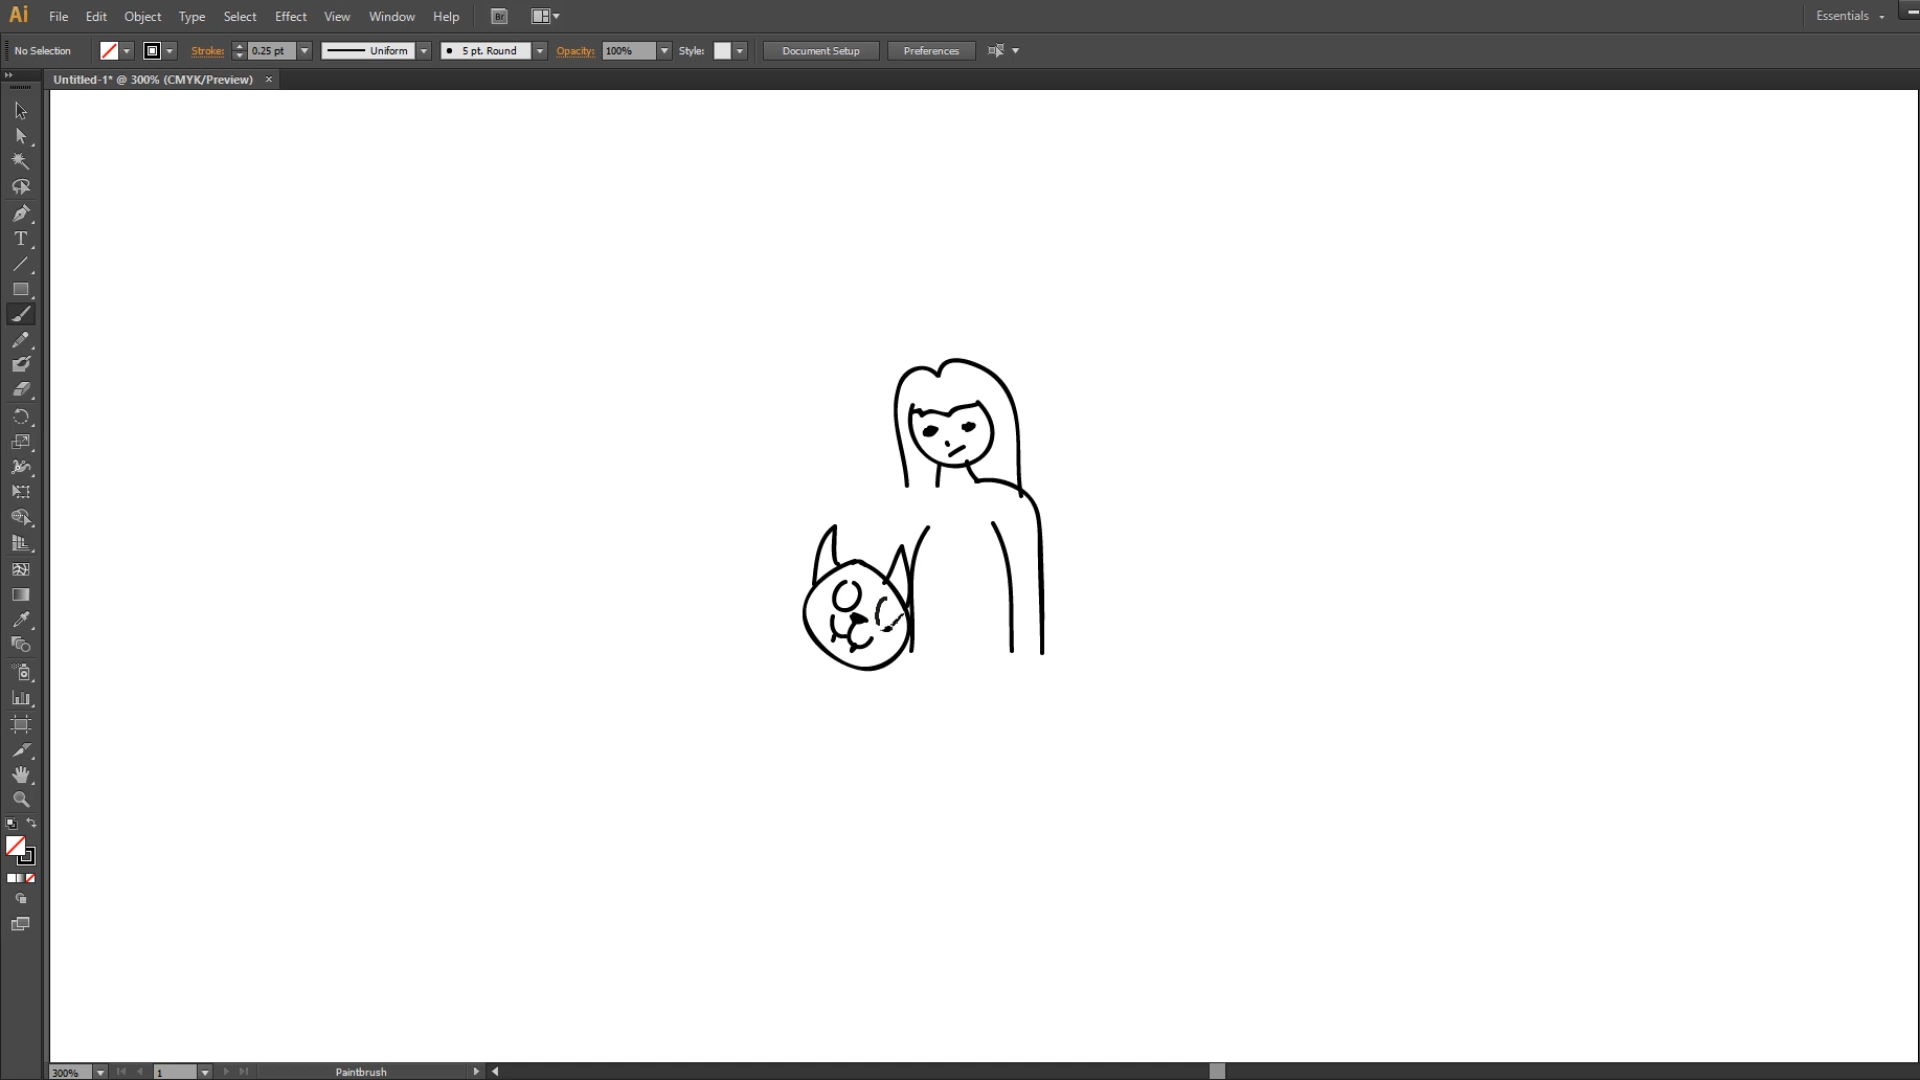 Ai File Edit Object Type Select Effect View Window Help Br Essentials
No Selection Stroke: 0.25 pt Uniform 5 pt. Round Opacity: 100% Style: Document Setup Preferences
Untitled-1* @ 300% (CMYK/Preview) ×
T
300% 1 Paintbrush